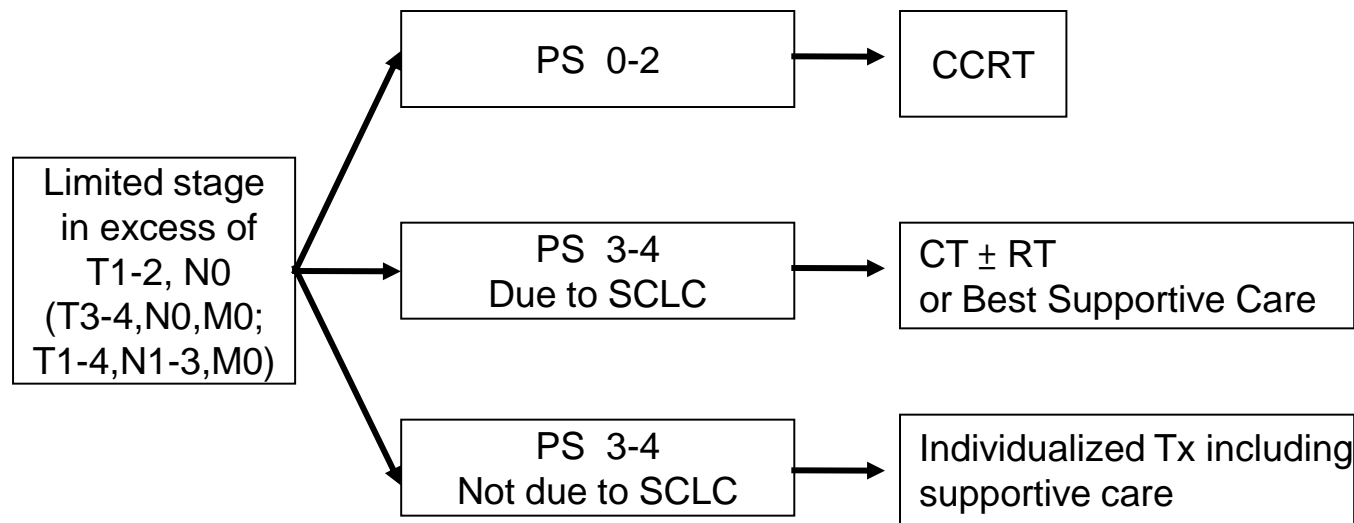 Limited stage
in excess of
T1-2, N0
(T3-4,N0,M0;
T1-4,N1-3,M0)
PS 0-2
CCRT
PS 3-4
Due to SCLC
CT ± RT
or Best Supportive Care
PS 3-4
Not due to SCLC
Individualized Tx including
supportive care